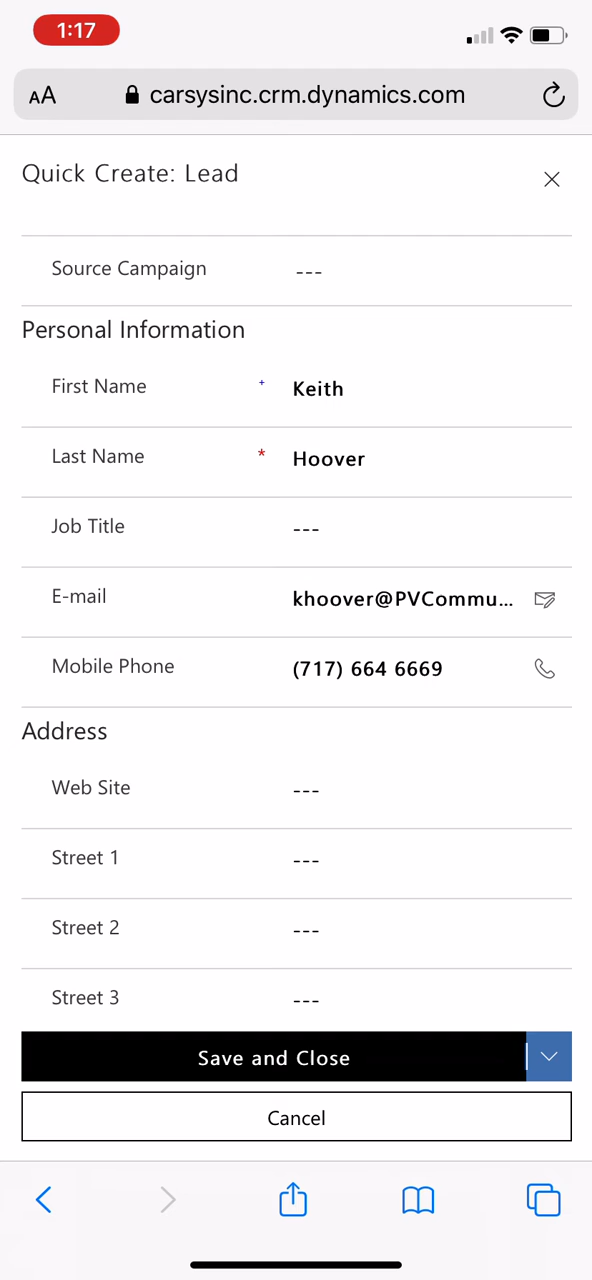 1:17
AA carsysinc.crm.dynamics.com
Quick Create: Lead
Source Campaign ---
Personal Information
First Name + Keith
Last Name * Hoover
Job Title ---
E-mail khoover@PVCommu...
Mobile Phone (717) 664 6669
Address
Web Site ---
Street 1 ---
Street 2 ---
Street 3 ---
Save and Close
Cancel